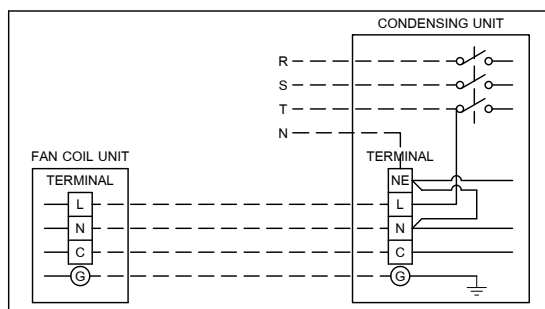 CONDENSING UNIT
R
S
T
N
FAN COIL UNIT
TERMINAL
TERMINAL
NE
L
L
N
N
C
C
G
G